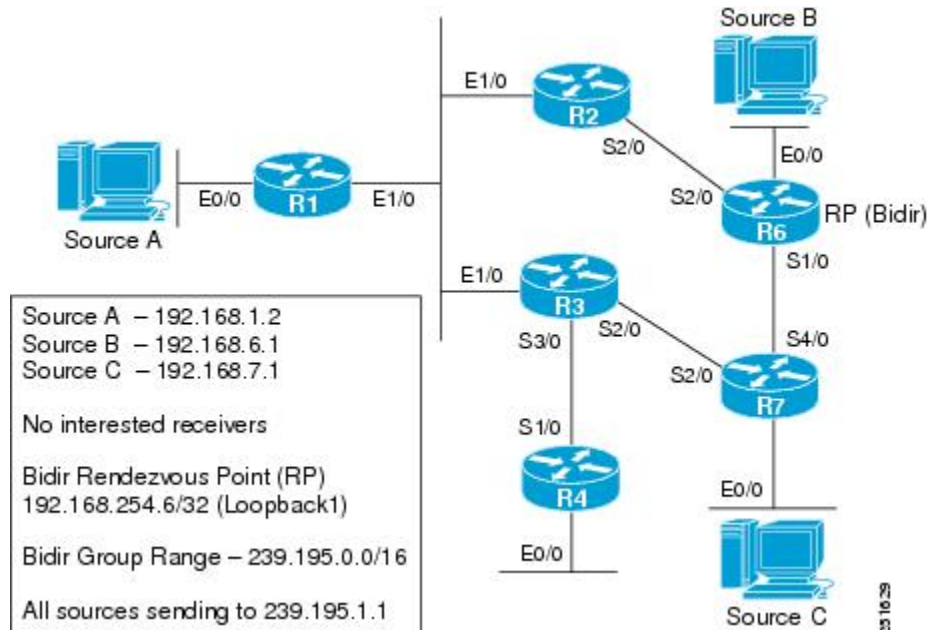 Source B
E1/0
R2
S2/0
E0/0
S2/0
RP (Bidir)
R6
S1/0
E0/0
R1
E1/0
Source A
E1/0
R3
S3/0
S2/0
S4/0
S2/0
R7
S1/0
R4
E0/0
E0/0
Source C
Source A – 192.168.1.2
Source B – 192.168.6.1
Source C – 192.168.7.1
No interested receivers
Bidir Rendezvous Point (RP)
192.168.254.6/32 (Loopback1)
Bidir Group Range – 239.195.0.0/16
All sources sending to 239.195.1.1